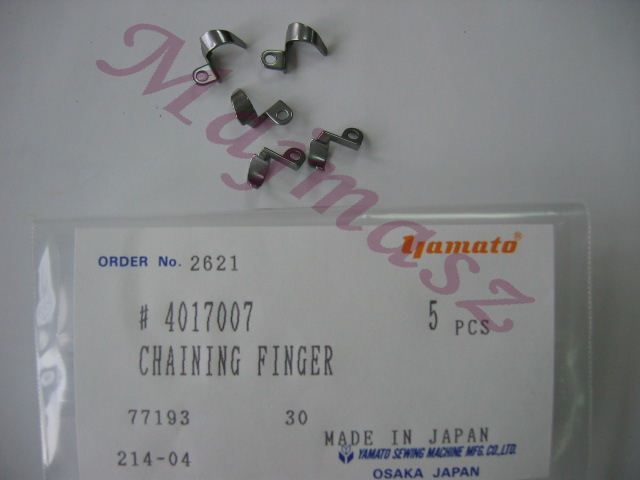 Majmasz
yamato®
ORDER No. 2621
# 4017007 5 PCS
CHAINING FINGER
77193 30
MADE IN JAPAN
214-04 YAMATO SEWING MACHINE MFG. CO., LTD.
OSAKA JAPAN